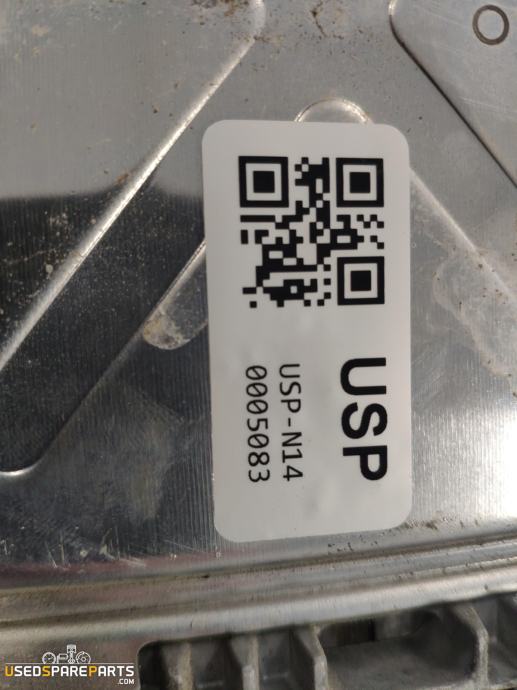 USP
USP-N14
0005083
USEDSPAREPARTS
.COM